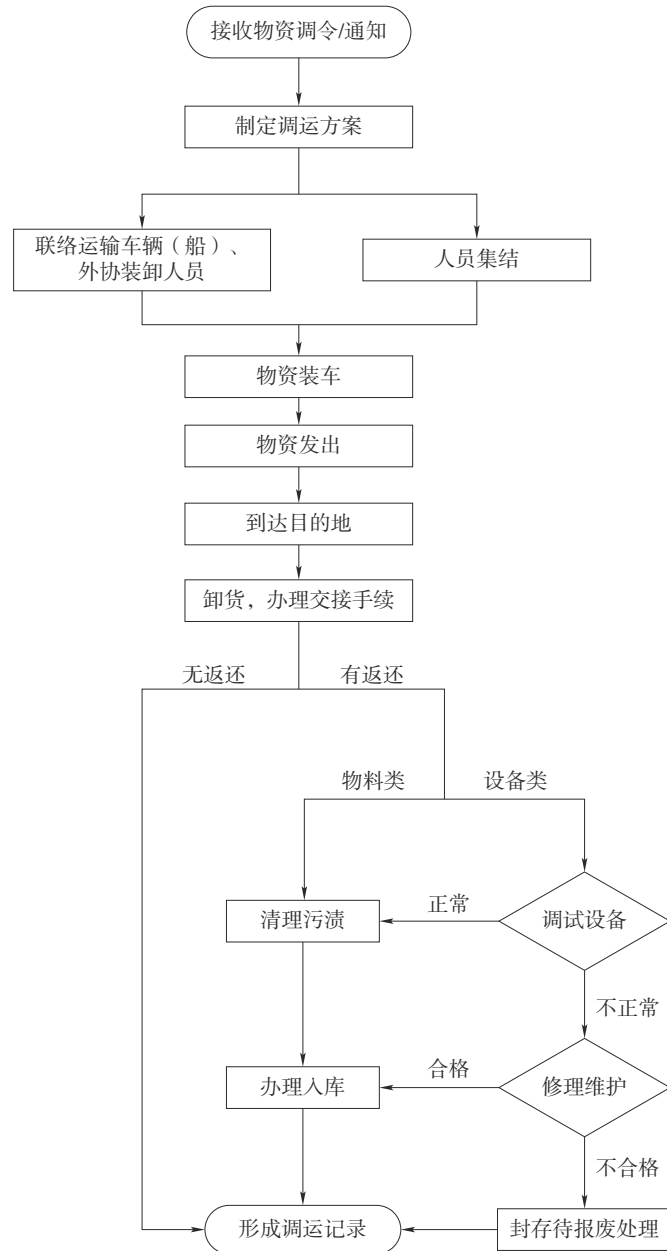 接收物资调令/通知
制定调运方案
联络运输车辆（船）、
外协装卸人员
人员集结
物资装车
物资发出
到达目的地
卸货，办理交接手续
无返还
有返还
物料类
设备类
清理污渍
正常
调试设备
不正常
办理入库
合格
修理维护
不合格
形成调运记录
封存待报废处理